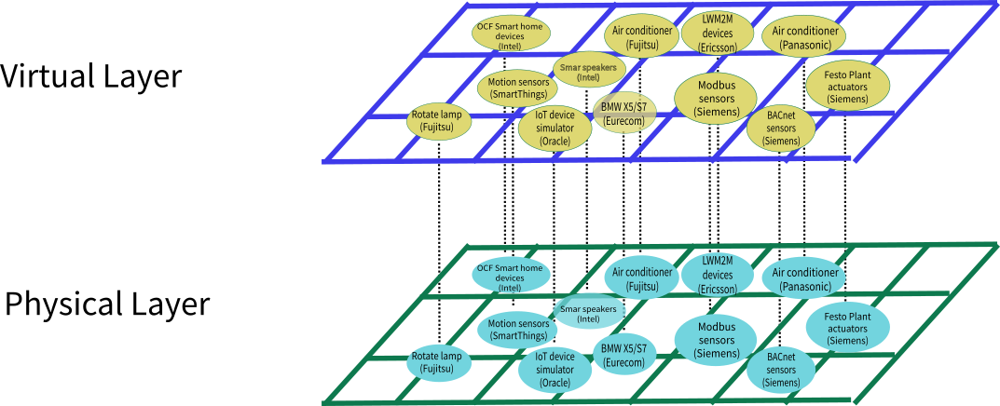 Virtual Layer
OCF Smart home
devices
(Intel)
Air conditioner
(Fujitsu)
LWM2M
devices
(Ericsson)
Air conditioner
(Panasonic)
Smar speakers
(Intel)
Motion sensors
(SmartThings)
Festo Plant
actuators
(Siemens)
Modbus
sensors
(Siemens)
BMW X5/S7
(Eurecom)
Rotate lamp
(Fujitsu)
IoT device
simulator
(Oracle)
BACnet
sensors
(Siemens)
Physical Layer
OCF Smart home
devices
(Intel)
Air conditioner
(Fujitsu)
LWM2M
devices
(Ericsson)
Air conditioner
(Panasonic)
Smar speakers
(Intel)
Motion sensors
(SmartThings)
Festo Plant
actuators
(Siemens)
Modbus
sensors
(Siemens)
BMW X5/S7
(Eurecom)
Rotate lamp
(Fujitsu)
IoT device
simulator
(Oracle)
BACnet
sensors
(Siemens)